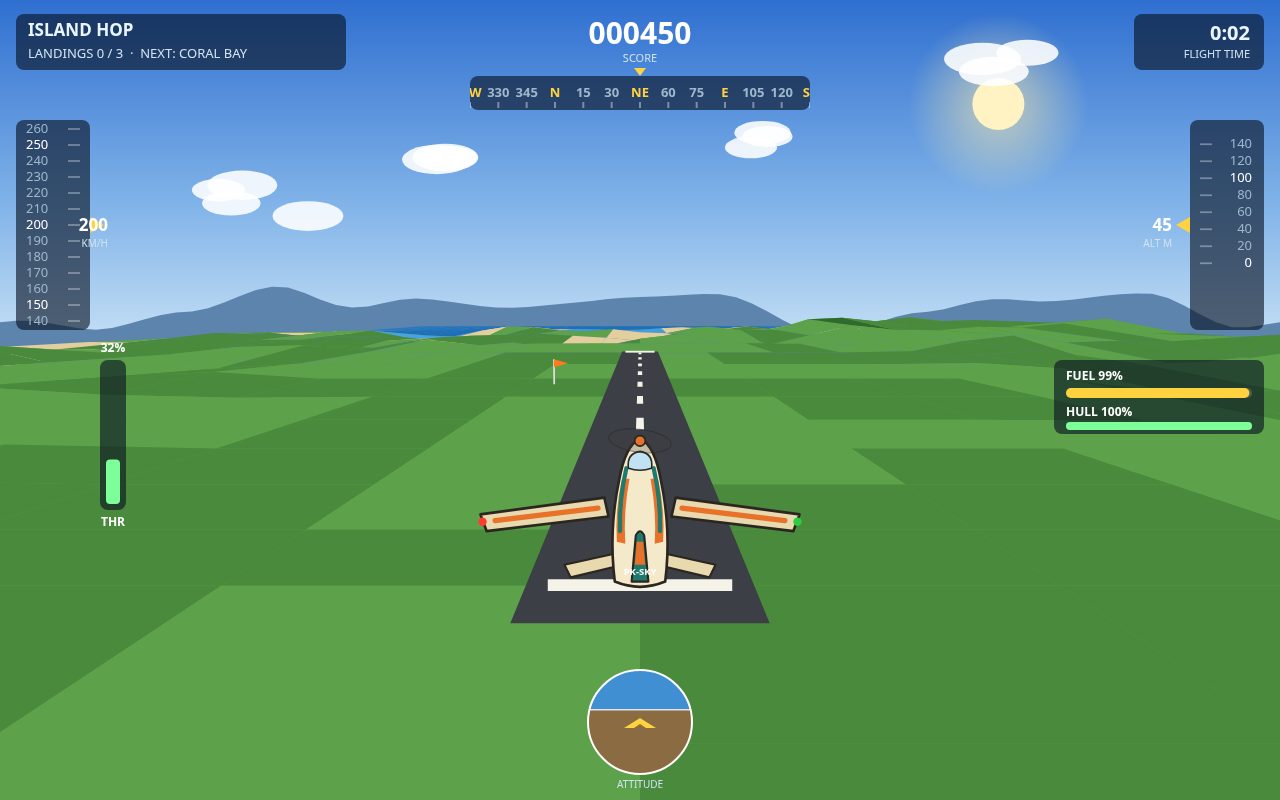 ISLAND HOP
LANDINGS 0 / 3 · NEXT: CORAL BAY
000450
SCORE
0:02
FLIGHT TIME
W 330 345 N 15 30 NE 60 75 E 105 120 S
260
250
240
230
220
210
200
190
180
170
160
150
140
200
KM/H
140
120
100
80
60
40
20
0
45
ALT M
32%
THR
FUEL 99%
HULL 100%
PK-SKY
ATTITUDE